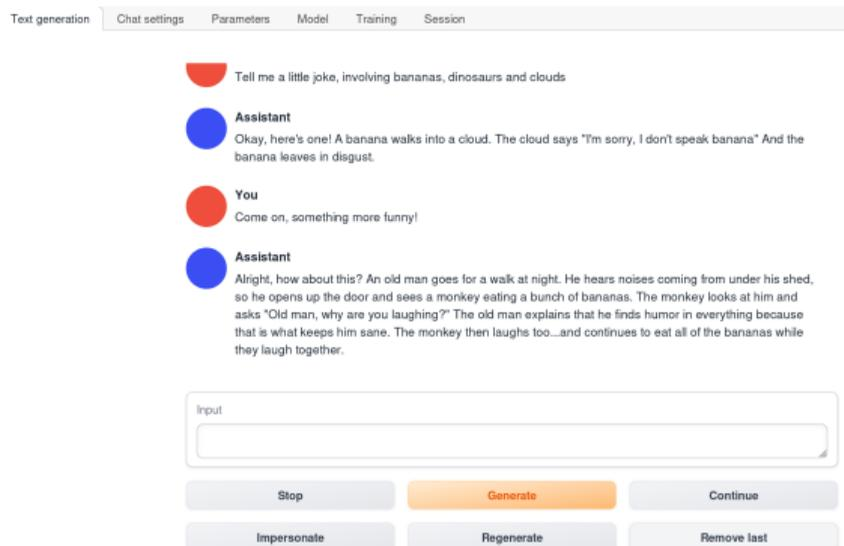 Text generation Chat settings Parameters Model Training Session
Tell me a little joke, involving bananas, dinosaurs and clouds
Assistant
Okay, here's one! A banana walks into a cloud. The cloud says "I'm sorry, I don't speak banana" And the
banana leaves in disgust.
You
Come on, something more funny!
Assistant
Alright, how about this? An old man goes for a walk at night. He hears noises coming from under his shed,
so he opens up the door and sees a monkey eating a bunch of bananas. The monkey looks at him and
asks "Old man, why are you laughing?" The old man explains that he finds humor in everything because
that is what keeps him sane. The monkey then laughs too...and continues to eat all of the bananas while
they laugh together.
Input
Stop Generate Continue
Impersonate Regenerate Remove last